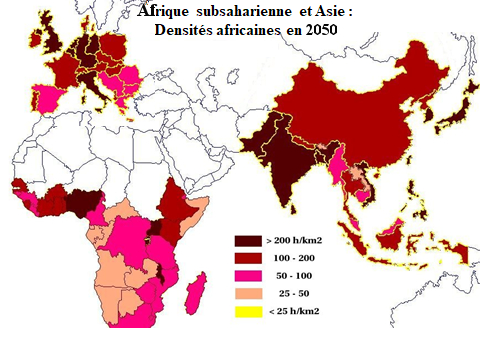 Afrique subsaharienne et Asie :
Densités africaines en 2050
> 200 h/km2
100 - 200
50 - 100
25 - 50
< 25 h/km2